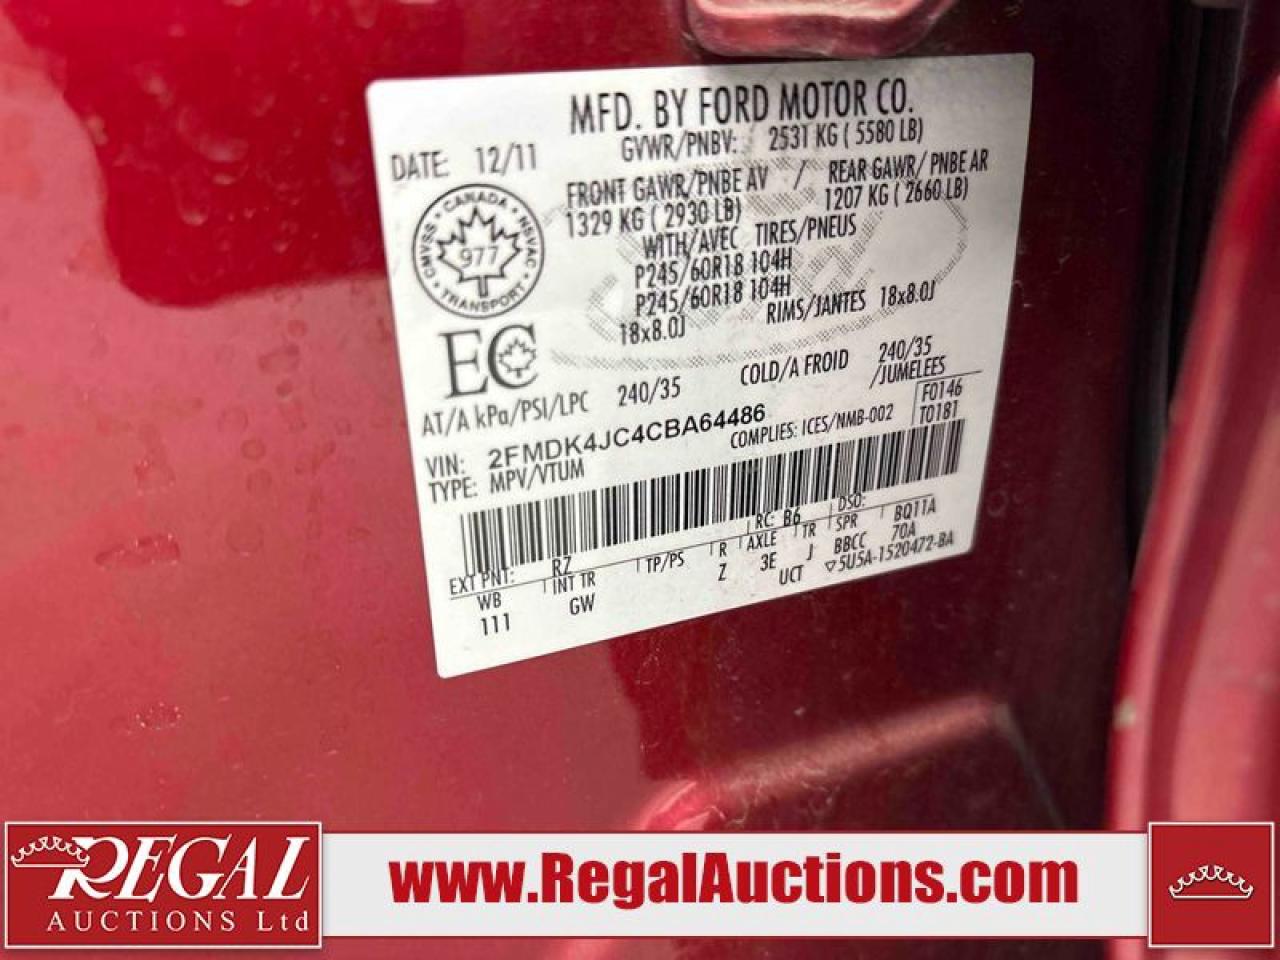 MFD. BY FORD MOTOR CO.
DATE: 12/11
GVWR/PNBV: 2531 KG ( 5580 LB)
FRONT GAWR/PNBE AV / REAR GAWR/ PNBE AR
1329 KG ( 2930 LB) 1207 KG ( 2660 LB)
WITH/AVEC TIRES/PNEUS
P245/60R18 104H
P245/60R18 104H
18x8.0J RIMS/JANTES 18x8.0J
CANADA
CMVSS 977 NSVAC
TRANSPORT
EC
AT/A kPa/PSI/LPC 240/35 COLD/A FROID 240/35
/JUMELEES
VIN: 2FMDK4JC4CBA64486
COMPLIES: ICES/NMB-002
F0146
T0181
TYPE: MPV/VTUM
RC: B6 DSO:
EXT PNT: RZ
WB INT TR TP/PS R AXLE TR SPR BQ11A
111 GW Z 3E J BBCC 70A
UCT ▽5U5A-1520472-BA
REGAL
AUCTIONS Ltd
www.RegalAuctions.com